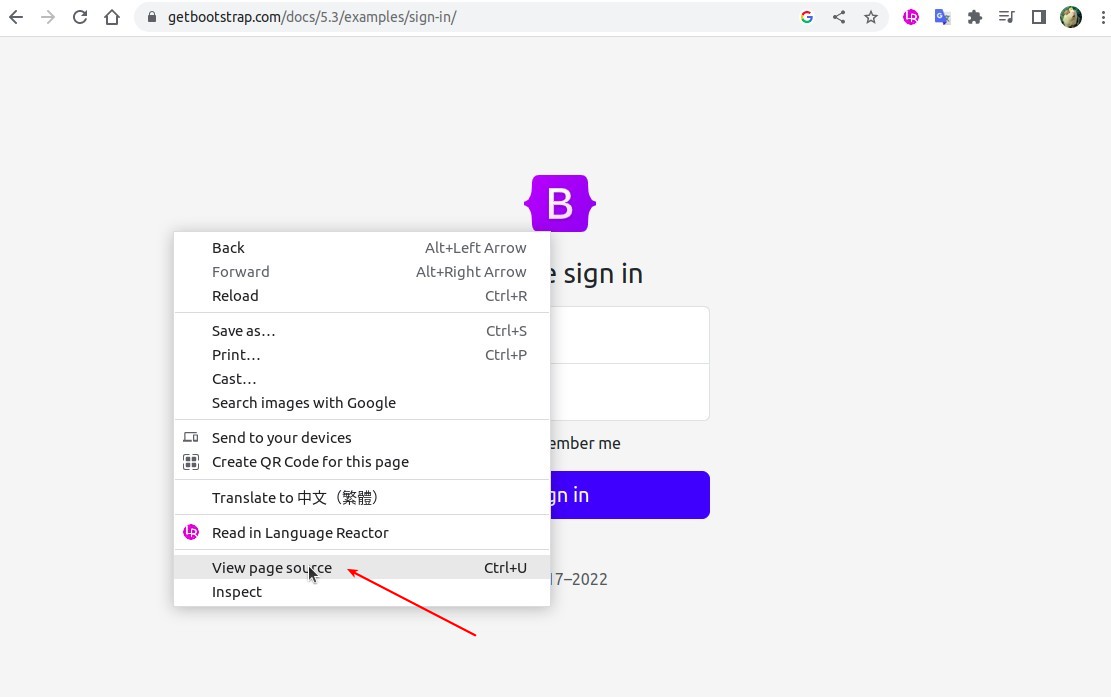 getbootstrap.com/docs/5.3/examples/sign-in/
B
Back Alt+Left Arrow
Forward Alt+Right Arrow
Reload Ctrl+R
Save as… Ctrl+S
Print… Ctrl+P
Cast…
Search images with Google
Send to your devices
Create QR Code for this page
Translate to 中文（繁體）
LR Read in Language Reactor
View page source Ctrl+U
Inspect
e sign in
ember me
gn in
17–2022